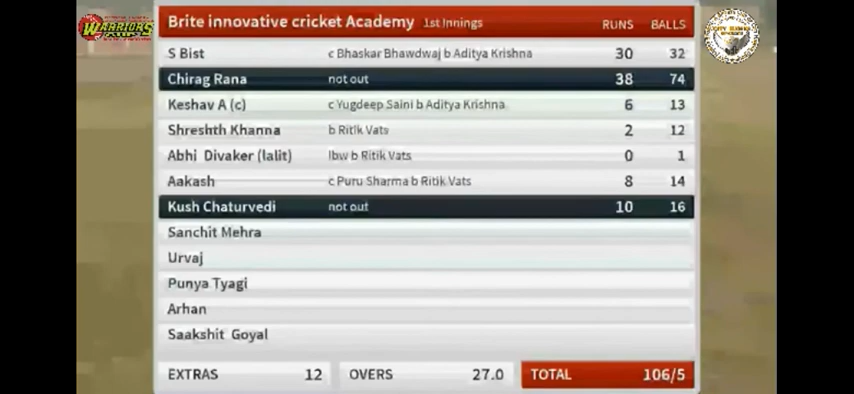 WARRIORS
Brite innovative cricket Academy 1st Innings RUNS BALLS
S Bist c Bhaskar Bhawdwaj b Aditya Krishna 30 32
Chirag Rana not out 38 74
Keshav A (c) c Yugdeep Saini b Aditya Krishna 6 13
Shreshth Khanna b Ritik Vats 2 12
Abhi Divaker (lalit) lbw b Ritik Vats 0 1
Aakash c Puru Sharma b Ritik Vats 8 14
Kush Chaturvedi not out 10 16
Sanchit Mehra
Urvaj
Punya Tyagi
Arhan
Saakshit Goyal
EXTRAS 12 OVERS 27.0 TOTAL 106/5